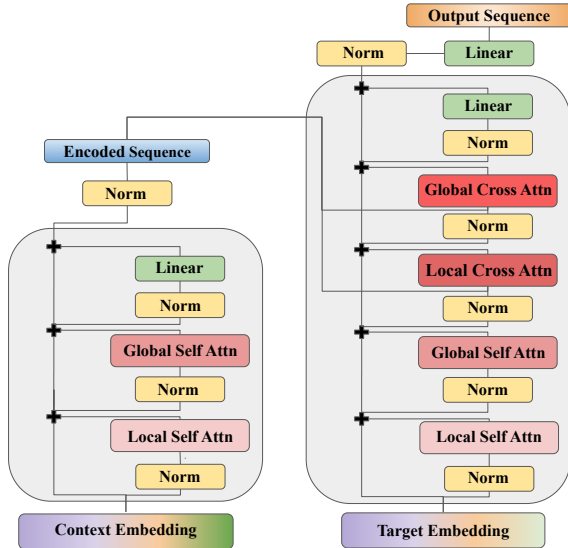 Output Sequence
Norm
Linear
Linear
Norm
Global Cross Attn
Norm
Local Cross Attn
Norm
Global Self Attn
Norm
Local Self Attn
Norm
Target Embedding
Encoded Sequence
Norm
Linear
Norm
Global Self Attn
Norm
Local Self Attn
Norm
Context Embedding